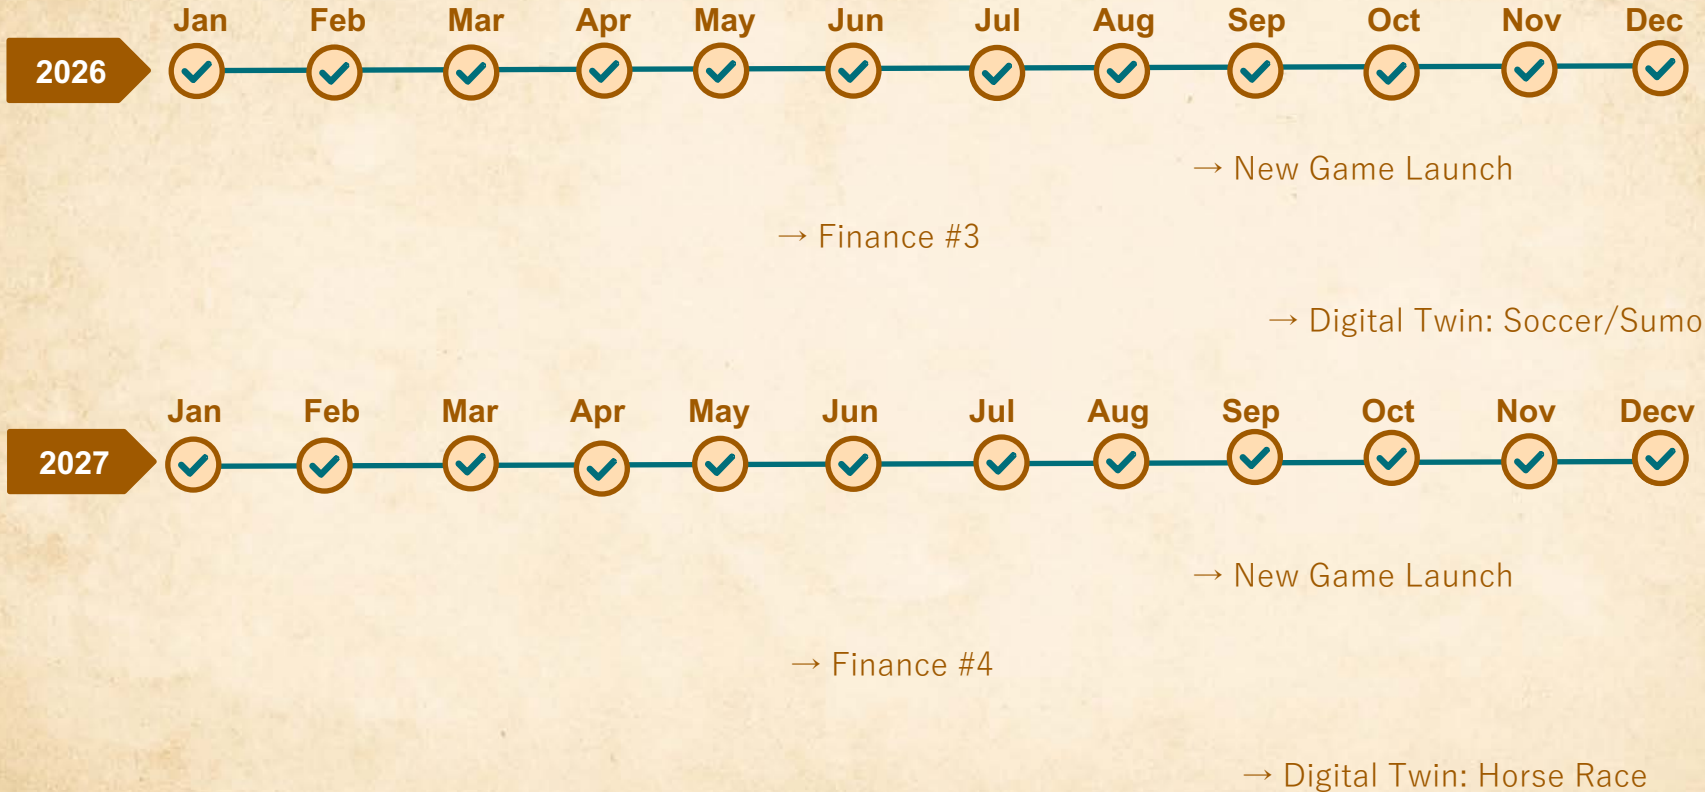 Jan Feb Mar Apr May Jun Jul Aug Sep Oct Nov Dec
2026
→ New Game Launch
→ Finance #3
→ Digital Twin: Soccer/Sumo
Jan Feb Mar Apr May Jun Jul Aug Sep Oct Nov Decv
2027
→ New Game Launch
→ Finance #4
→ Digital Twin: Horse Race